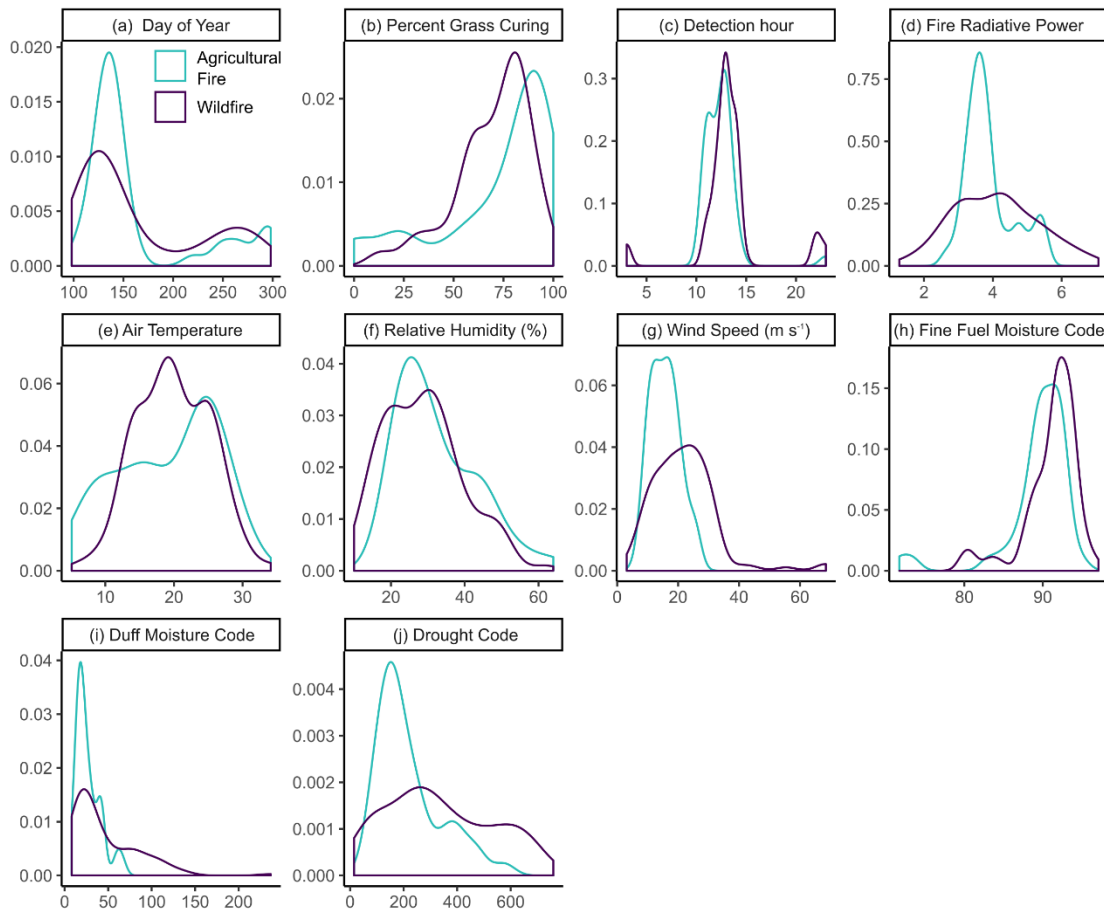 (a) Day of Year
(b) Percent Grass Curing
(c) Detection hour
(d) Fire Radiative Power
0.020
0.015
0.010
0.005
0.000
Agricultural
Fire
Wildfire
100 150 200 250 300
0.02
0.01
0.00
0 25 50 75 100
0.3
0.2
0.1
0.0
5 10 15 20
0.75
0.50
0.25
0.00
2 4 6
(e) Air Temperature
(f) Relative Humidity (%)
(g) Wind Speed (m s-1)
(h) Fine Fuel Moisture Code
0.06
0.04
0.02
0.00
10 20 30
0.04
0.03
0.02
0.01
0.00
20 40 60
0.06
0.04
0.02
0.00
0 20 40 60
0.15
0.10
0.05
0.00
80 90
(i) Duff Moisture Code
(j) Drought Code
0.04
0.03
0.02
0.01
0.00
0 50 100 150 200
0.004
0.003
0.002
0.001
0.000
0 200 400 600